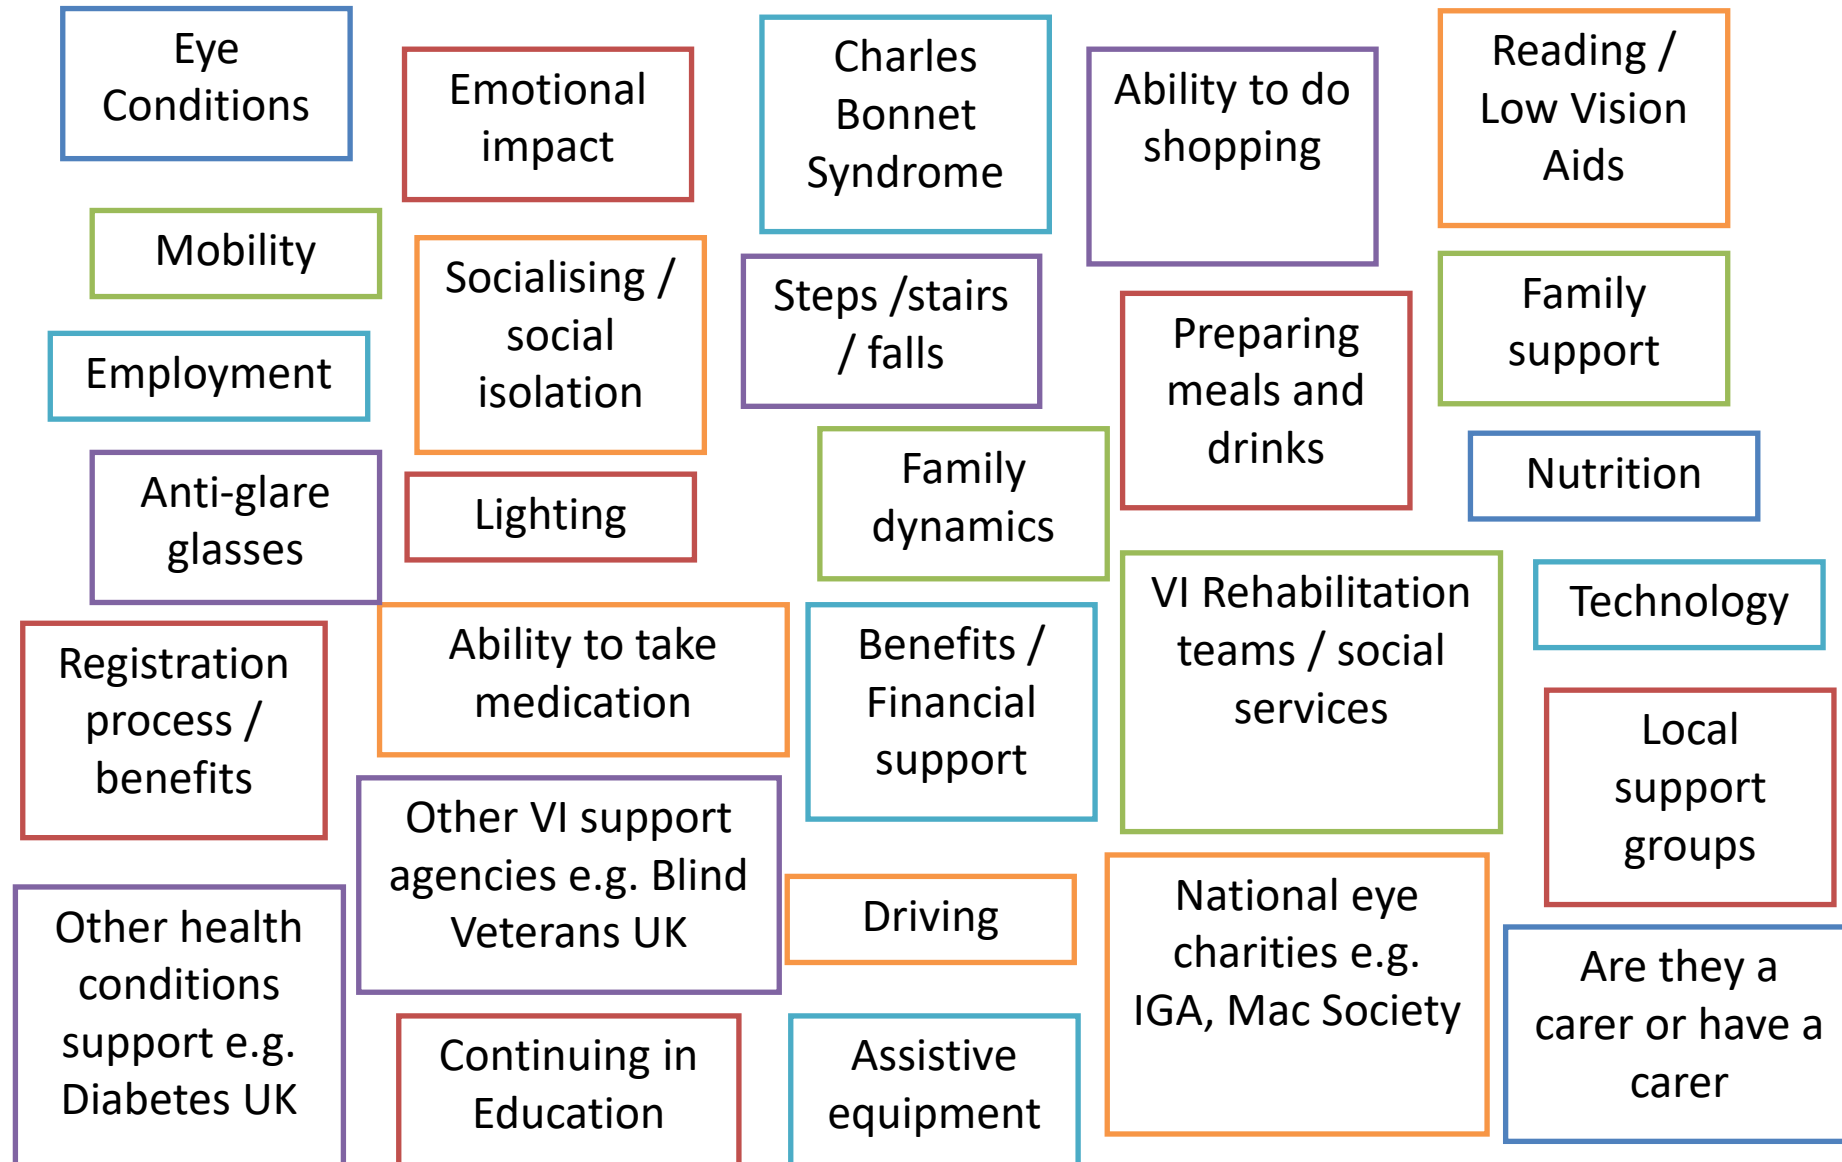 Eye
Conditions
Emotional
impact
Charles
Bonnet
Syndrome
Ability to do
shopping
Reading /
Low Vision
Aids
Mobility
Socialising /
social
isolation
Steps /stairs
/ falls
Preparing
meals and
drinks
Family
support
Employment
Anti-glare
glasses
Lighting
Family
dynamics
Nutrition
Registration
process /
benefits
Ability to take
medication
Benefits /
Financial
support
VI Rehabilitation
teams / social
services
Technology
Local
support
groups
Other health
conditions
support e.g.
Diabetes UK
Other VI support
agencies e.g. Blind
Veterans UK
Driving
National eye
charities e.g.
IGA, Mac Society
Are they a
carer or have a
carer
Continuing in
Education
Assistive
equipment